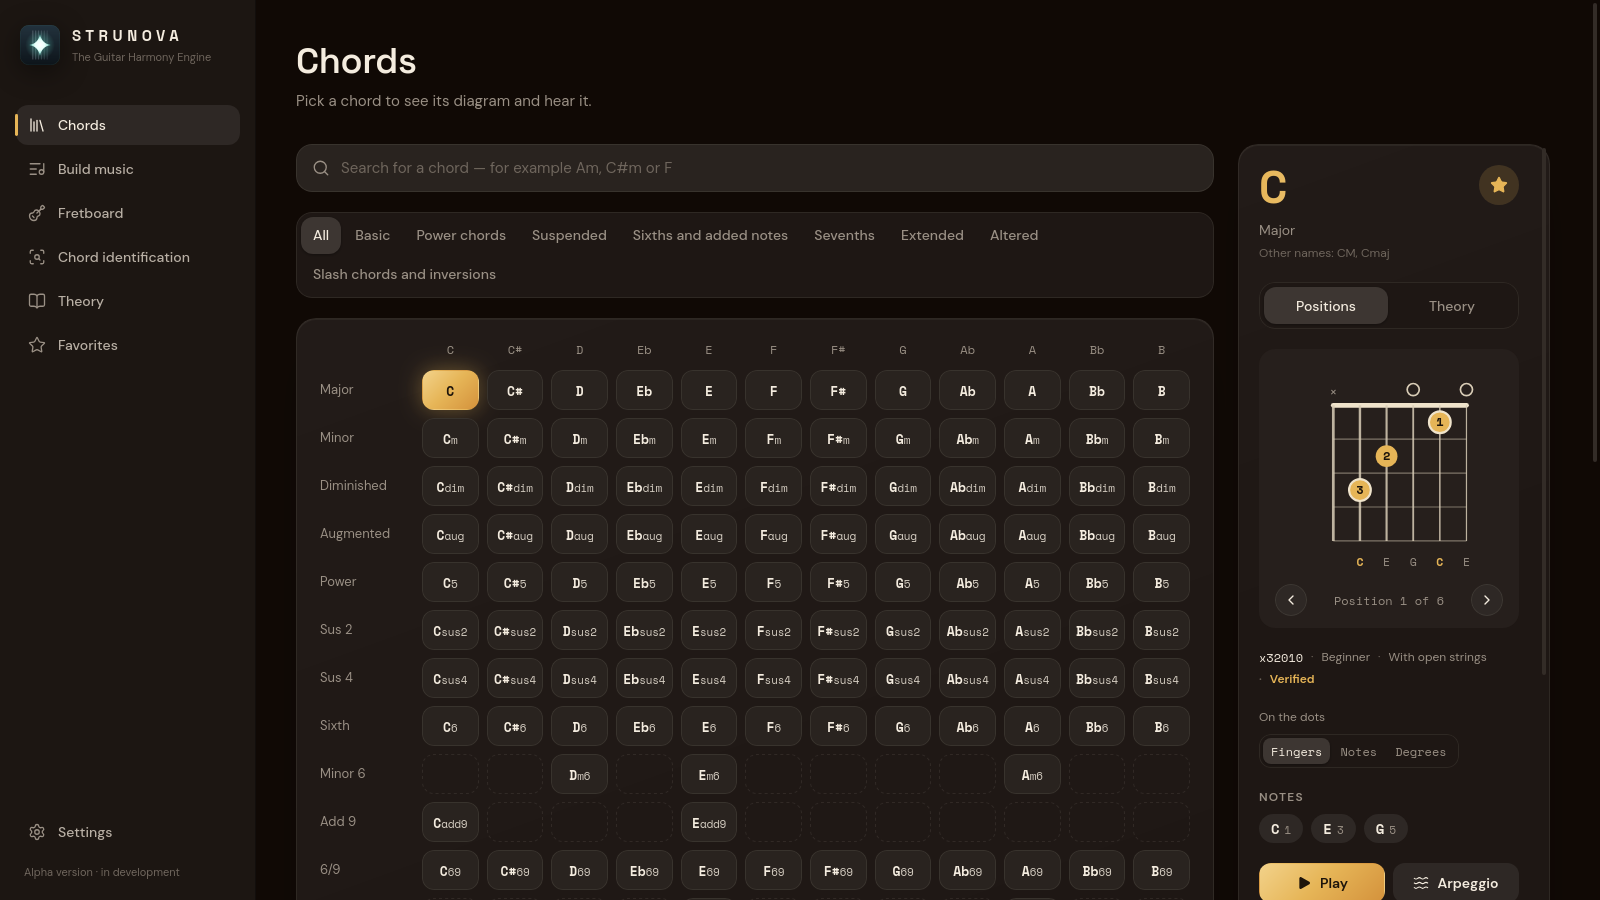 STRUNOVA
The Guitar Harmony Engine
Chords
Build music
Fretboard
Chord identification
Theory
Favorites
Settings
Alpha version · in development
Chords
Pick a chord to see its diagram and hear it.
Search for a chord — for example Am, C#m or F
All Basic Power chords Suspended Sixths and added notes Sevenths Extended Altered
Slash chords and inversions
C C# D Eb E F F# G Ab A Bb B
Major C C# D Eb E F F# G Ab A Bb B
Minor Cm C#m Dm Ebm Em Fm F#m Gm Abm Am Bbm Bm
Diminished Cdim C#dim Ddim Ebdim Edim Fdim F#dim Gdim Abdim Adim Bbdim Bdim
Augmented Caug C#aug Daug Ebaug Eaug Faug F#aug Gaug Abaug Aaug Bbaug Baug
Power C5 C#5 D5 Eb5 E5 F5 F#5 G5 Ab5 A5 Bb5 B5
Sus 2 Csus2 C#sus2 Dsus2 Ebsus2 Esus2 Fsus2 F#sus2 Gsus2 Absus2 Asus2 Bbsus2 Bsus2
Sus 4 Csus4 C#sus4 Dsus4 Ebsus4 Esus4 Fsus4 F#sus4 Gsus4 Absus4 Asus4 Bbsus4 Bsus4
Sixth C6 C#6 D6 Eb6 E6 F6 F#6 G6 Ab6 A6 Bb6 B6
Minor 6 Dm6 Em6 Am6
Add 9 Cadd9 Eadd9
6/9 C69 C#69 D69 Eb69 E69 F69 F#69 G69 Ab69 A69 Bb69 B69
C
Major
Other names: CM, Cmaj
Positions Theory
×
1
2
3
C E G C E
Position 1 of 6
x32010 · Beginner · With open strings
· Verified
On the dots
Fingers Notes Degrees
NOTES
C 1 E 3 G 5
Play Arpeggio